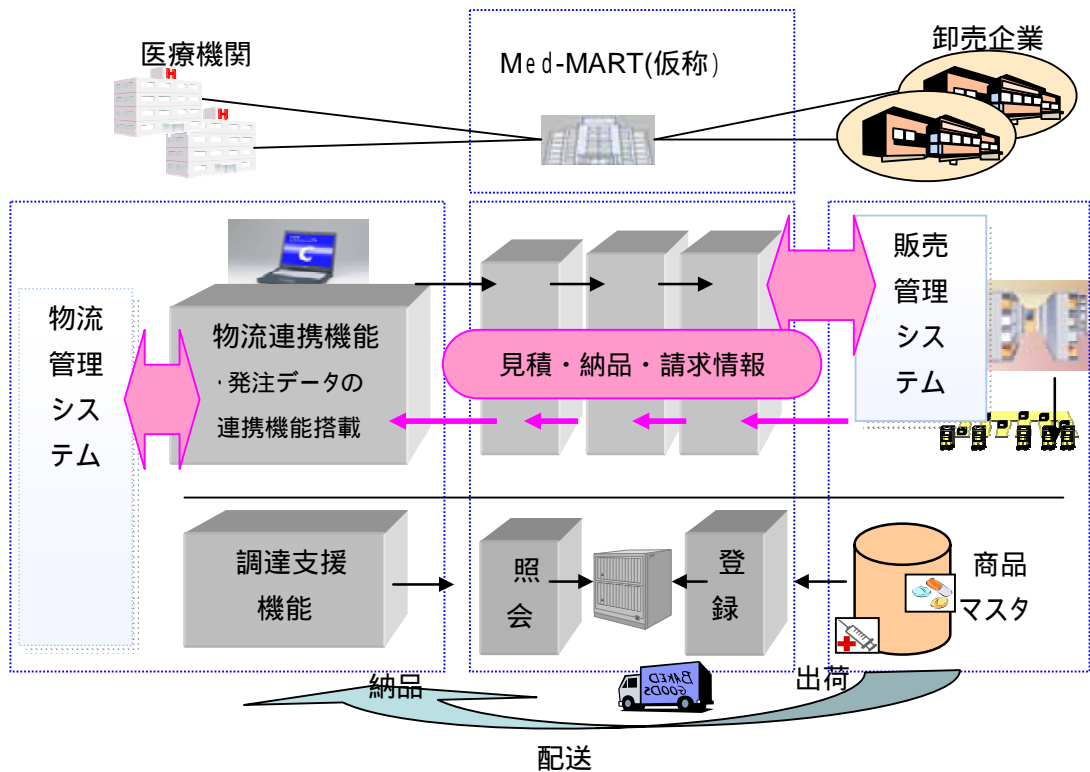 医療機関
H
H
Med-MART(仮称)
卸売企業
物流
管理
シス
テム
C
物流連携機能
・発注データの
連携機能搭載
見積・納品・請求情報
販売
管理
シス
テム
調達支援
機能
照
会
登
録
商品
マスタ
納品
BAKED
GOODS
出荷
配送